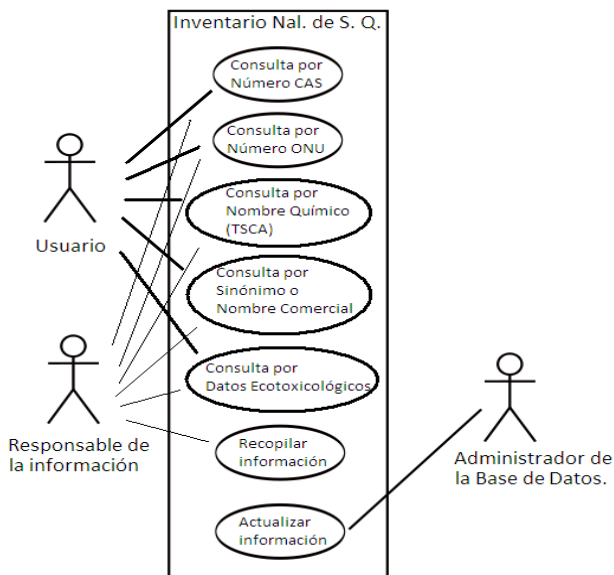 Inventario Nal. de S. Q.
Consulta por
Número CAS
Consulta por
Número ONU
Consulta por
Nombre Químico
(TSCA)
Usuario
Consulta por
Sinónimo o
Nombre Comercial
Consulta por
Datos Ecotoxicológicos
Responsable de
la información
Recopilar
información
Administrador de
la Base de Datos.
Actualizar
información